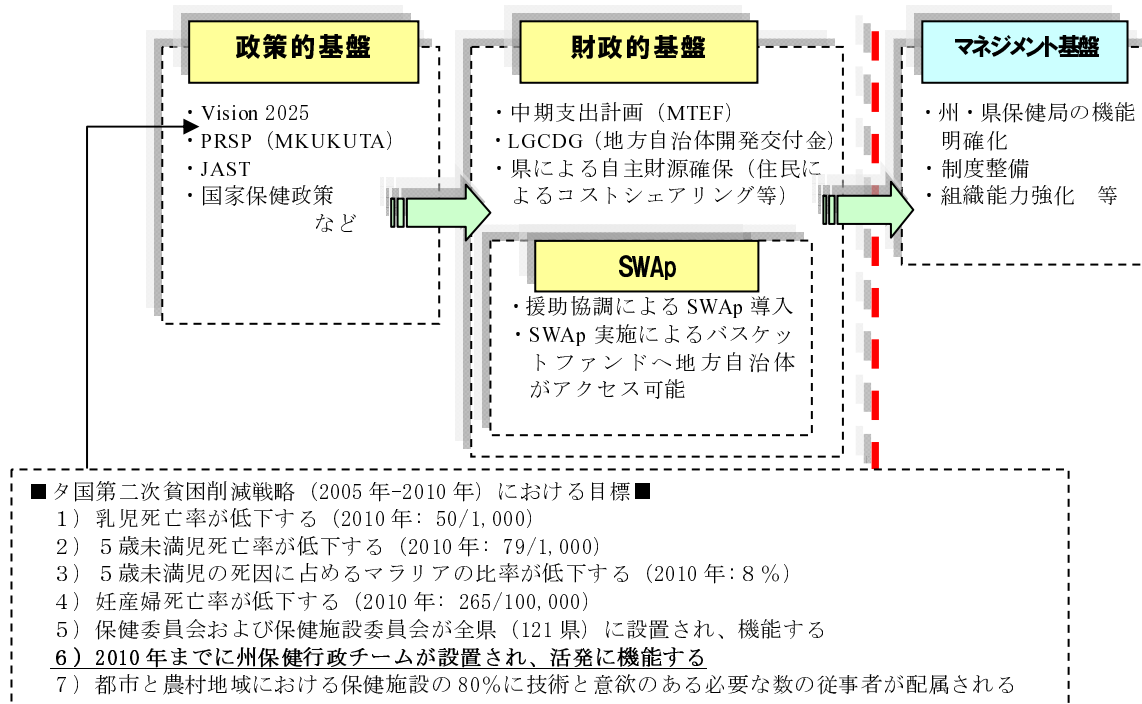 政策的基盤
・Vision 2025
・PRSP（MKUKUTA）
・JAST
・国家保健政策
など
財政的基盤
・中期支出計画（MTEF）
・LGCDG（地方自治体開発交付金）
・県による自主財源確保（住民に
よるコストシェアリング等）
SWAp
・援助協調による SWAp 導入
・SWAp 実施によるバスケッ
トファンドへ地方自治体
がアクセス可能
マネジメント基盤
・州・県保健局の機能
明確化
・制度整備
・組織能力強化　等
■タ国第二次貧困削減戦略（2005 年-2010 年）における目標■
１）乳児死亡率が低下する（2010 年: 50/1,000）
２）５歳未満児死亡率が低下する（2010 年: 79/1,000）
３）５歳未満児の死因に占めるマラリアの比率が低下する（2010 年:８％）
４）妊産婦死亡率が低下する（2010 年: 265/100,000）
５）保健委員会および保健施設委員会が全県（121 県）に設置され、機能する
６）2010 年までに州保健行政チームが設置され、活発に機能する
７）都市と農村地域における保健施設の 80％に技術と意欲のある必要な数の従事者が配属される